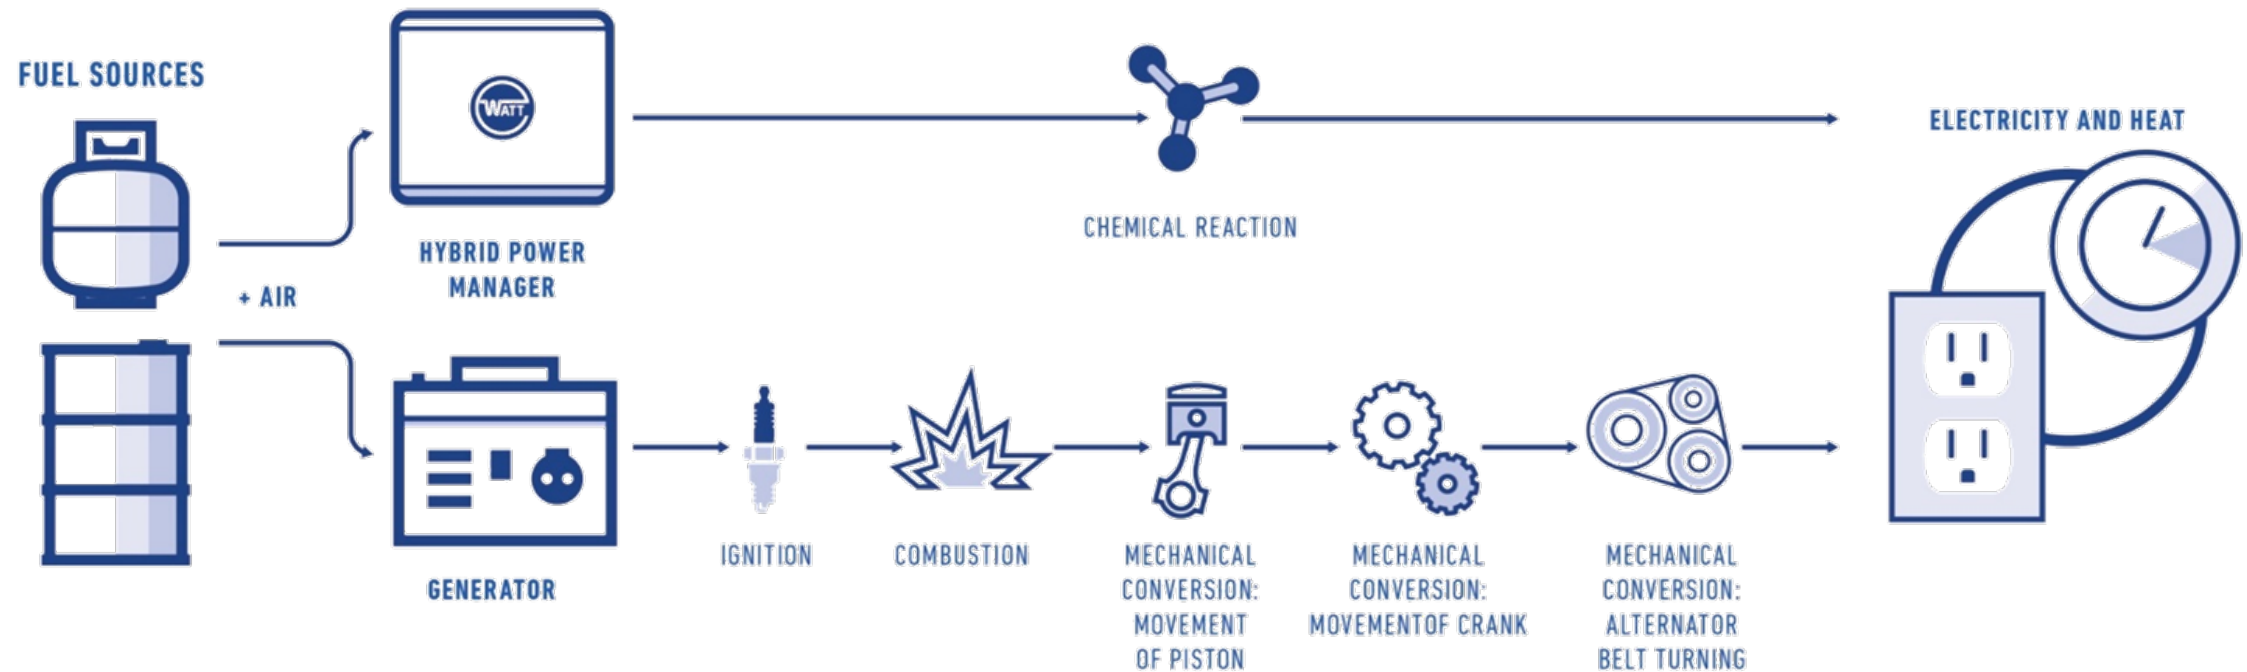 FUEL SOURCES
+ AIR
WATT
HYBRID POWER
MANAGER
CHEMICAL REACTION
ELECTRICITY AND HEAT
GENERATOR
IGNITION
COMBUSTION
MECHANICAL
CONVERSION:
MOVEMENT
OF PISTON
MECHANICAL
CONVERSION:
MOVEMENTOF CRANK
MECHANICAL
CONVERSION:
ALTERNATOR
BELT TURNING